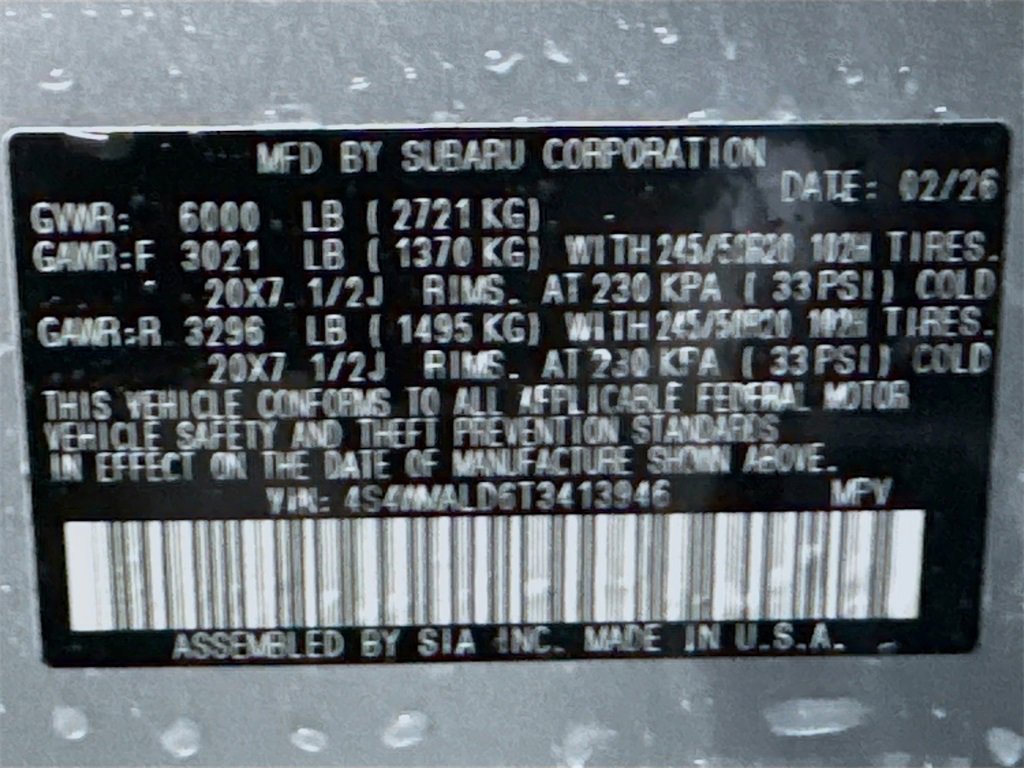 MFD BY SUBARU CORPORATION
DATE: 02/26
GVWR: 6000 LB ( 2721 KG)
GAWR:F 3021 LB ( 1370 KG) WITH 245/50R20 102H TIRES.
20X7 1/2J RIMS. AT 230 KPA ( 33 PSI) COLD
GAWR:R 3296 LB ( 1495 KG) WITH 245/50R20 102H TIRES.
20X7 1/2J RIMS. AT 230 KPA ( 33 PSI) COLD
THIS VEHICLE CONFORMS TO ALL APPLICABLE FEDERAL MOTOR
VEHICLE SAFETY AND THEFT PREVENTION STANDARDS
IN EFFECT ON THE DATE OF MANUFACTURE SHOWN ABOVE.
VIN: 4S4WMALD6T3413946 MPV
ASSEMBLED BY SIA INC. MADE IN U.S.A.